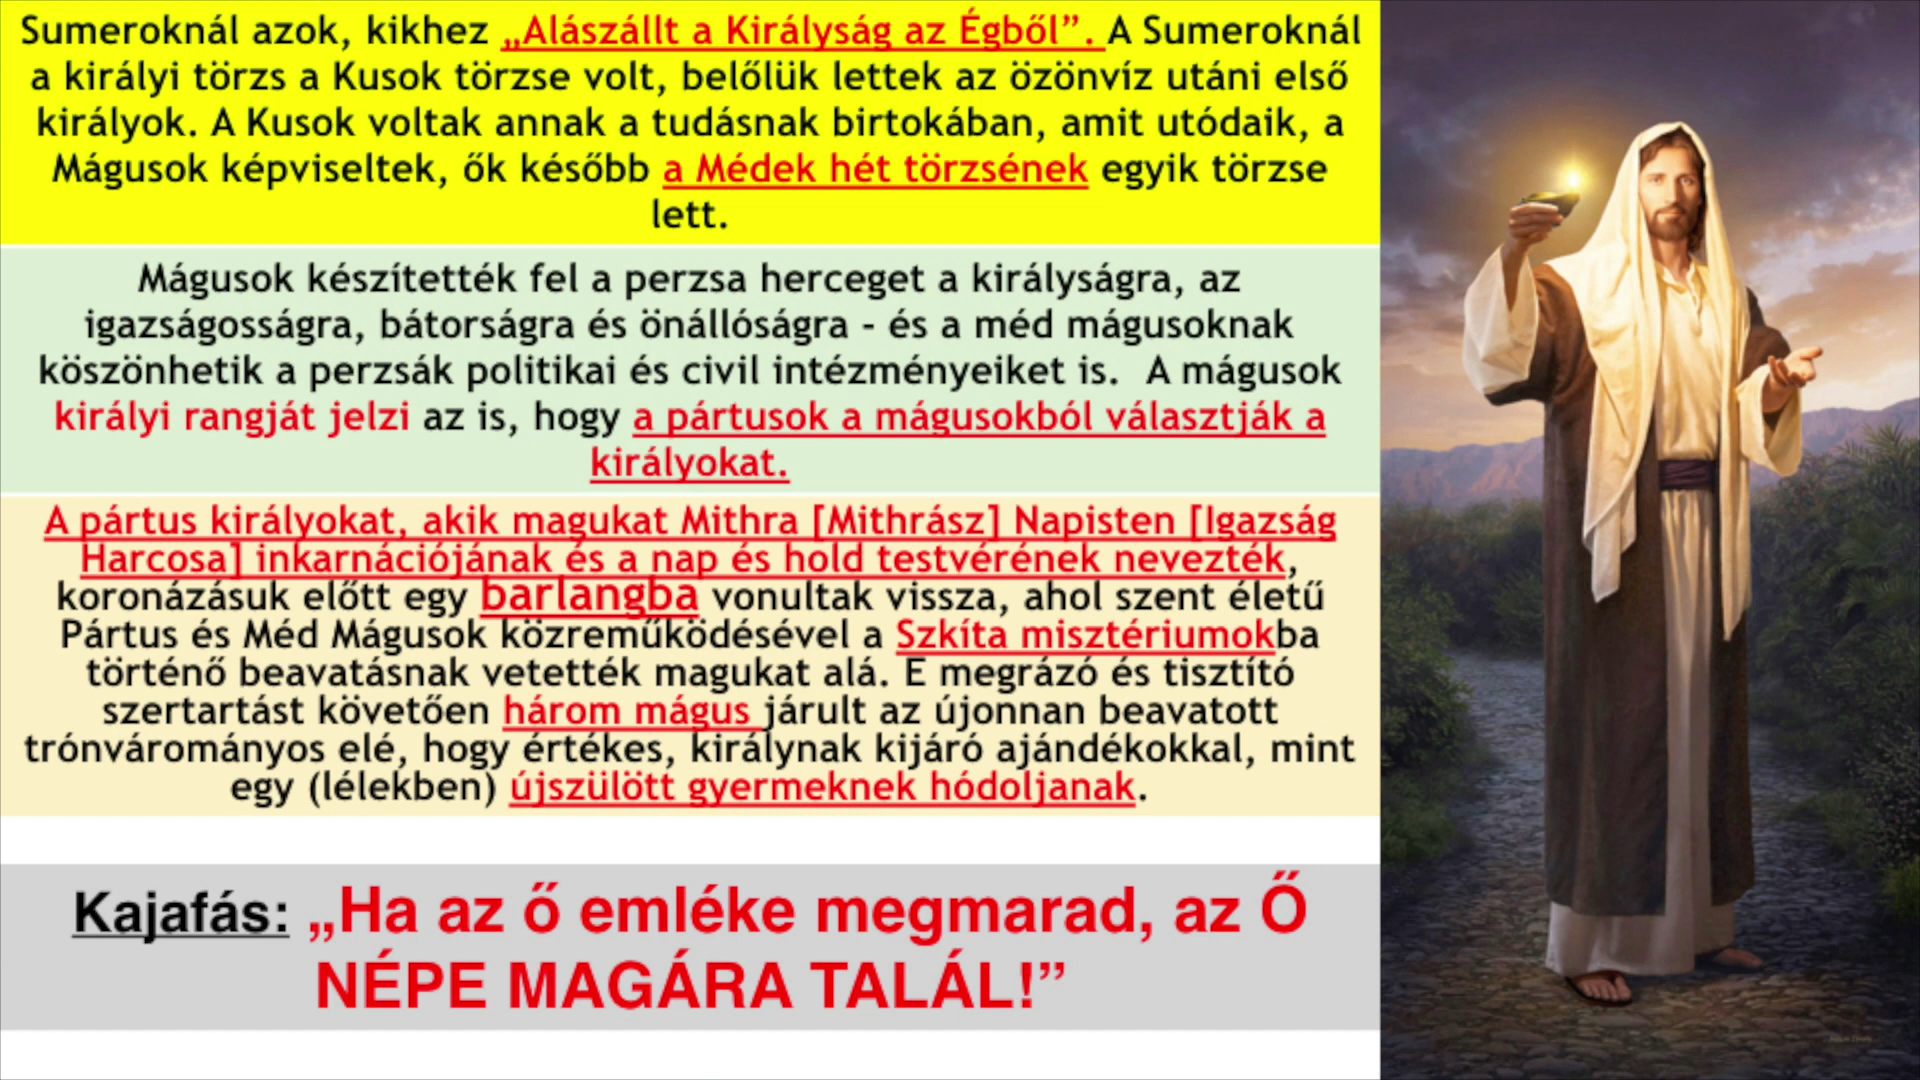 Sumeroknál azok, kikhez „Alászállt a Királyság az Égből”. A Sumeroknál
a királyi törzs a Kusok törzse volt, belőlük lettek az özönvíz utáni első
királyok. A Kusok voltak annak a tudásnak birtokában, amit utódaik, a
Mágusok képviseltek, ők később a Médek hét törzsének egyik törzse
lett.
Mágusok készítették fel a perzsa herceget a királyságra, az
igazságosságra, bátorságra és önállóságra - és a méd mágusoknak
köszönhetik a perzsák politikai és civil intézményeiket is. A mágusok
királyi rangját jelzi az is, hogy a pártusok a mágusokból választják a
királyokat.
A pártus királyokat, akik magukat Mithra [Mithrász] Napisten [Igazság
Harcosa] inkarnációjának és a nap és hold testvérének nevezték,
koronázásuk előtt egy barlangba vonultak vissza, ahol szent életű
Pártus és Méd Mágusok közreműködésével a Szkíta misztériumokba
történő beavatásnak vetették magukat alá. E megrázó és tisztító
szertartást követően három mágus járult az újonnan beavatott
trónvárományos elé, hogy értékes, királynak kijáró ajándékokkal, mint
egy (lélekben) újszülött gyermeknek hódoljanak.
Kajafás: „Ha az ő emléke megmarad, az Ő
NÉPE MAGÁRA TALÁL!”